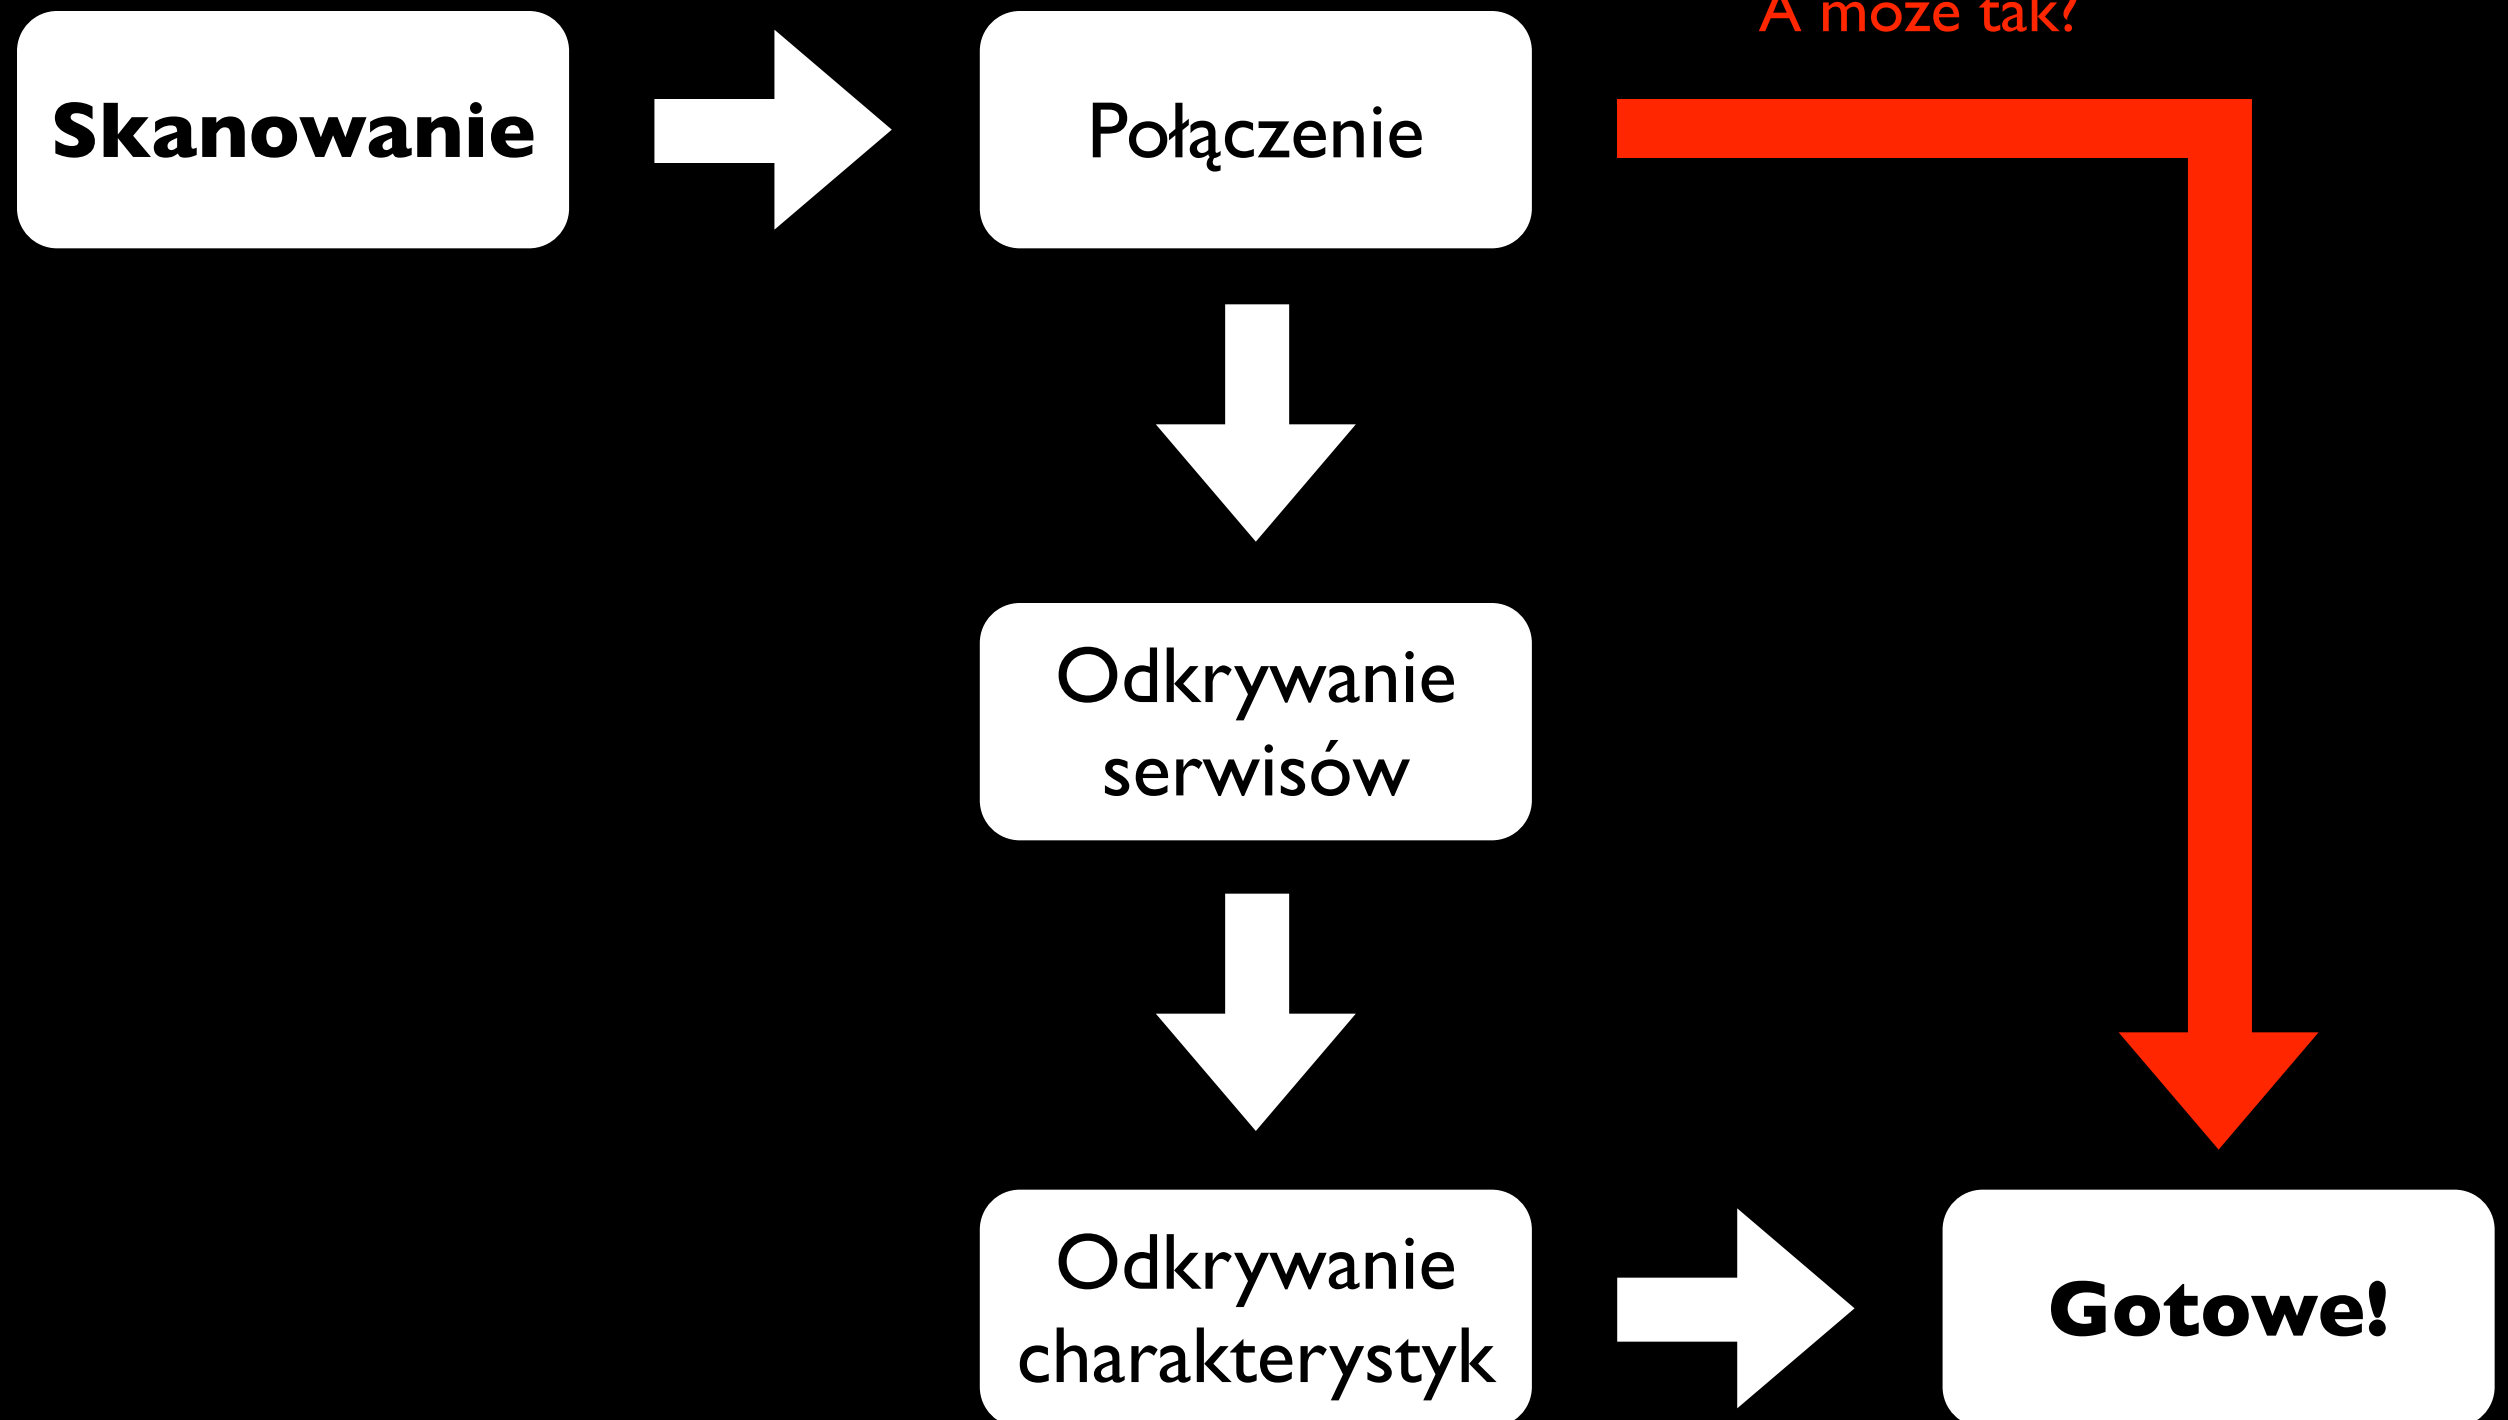 A może tak?
Skanowanie
Połączenie
Odkrywanie
serwisów
Odkrywanie
charakterystyk
Gotowe!